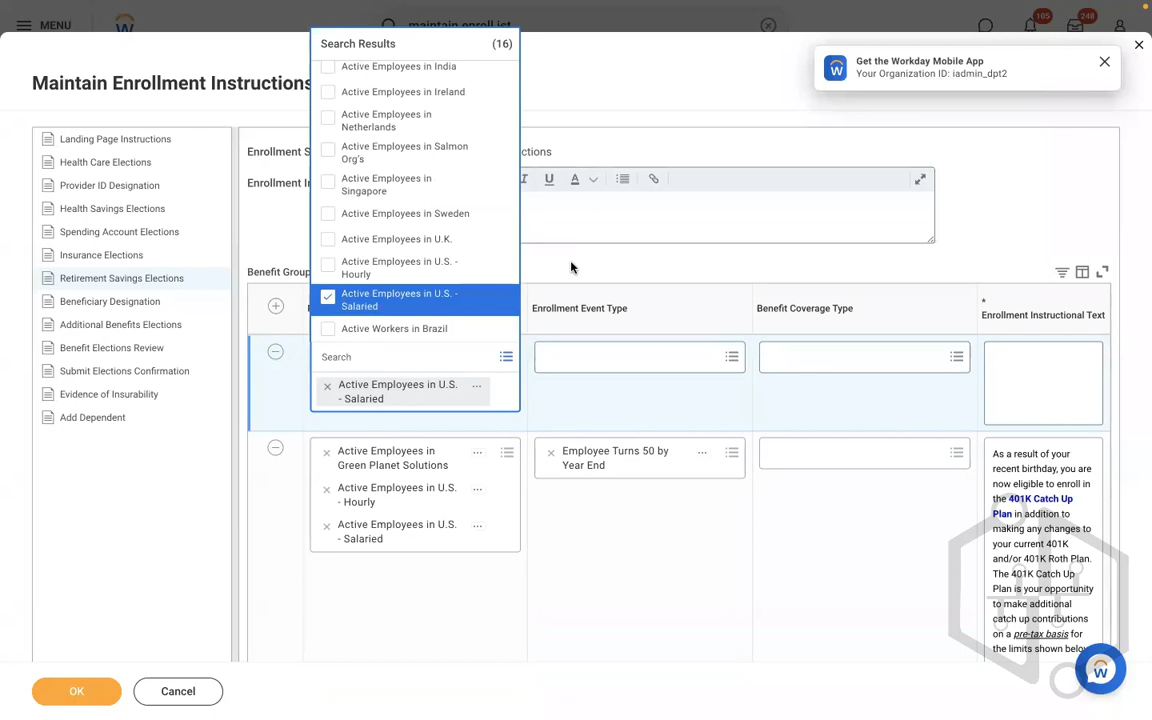 MENU
maintain enroll ist
105
248
Get the Workday Mobile App
Your Organization ID: iadmin_dpt2
Maintain Enrollment Instructions
Landing Page Instructions
Health Care Elections
Provider ID Designation
Health Savings Elections
Spending Account Elections
Insurance Elections
Retirement Savings Elections
Beneficiary Designation
Additional Benefits Elections
Benefit Elections Review
Submit Elections Confirmation
Evidence of Insurability
Add Dependent
Enrollment S
ctions
Enrollment In
Benefit Group
Search Results (16)
Active Employees in India
Active Employees in Ireland
Active Employees in
Netherlands
Active Employees in Salmon
Org's
Active Employees in
Singapore
Active Employees in Sweden
Active Employees in U.K.
Active Employees in U.S. -
Hourly
Active Employees in U.S. -
Salaried
Active Workers in Brazil
Search
Active Employees in U.S.
- Salaried
Enrollment Event Type
Benefit Coverage Type
*
Enrollment Instructional Text
Active Employees in
Green Planet Solutions
Active Employees in U.S.
- Hourly
Active Employees in U.S.
- Salaried
Employee Turns 50 by
Year End
As a result of your
recent birthday, you are
now eligible to enroll in
the 401K Catch Up
Plan in addition to
making any changes to
your current 401K
and/or 401K Roth Plan.
The 401K Catch Up
Plan is your opportunity
to make additional
catch up contributions
on a pre-tax basis for
the limits shown below
OK
Cancel